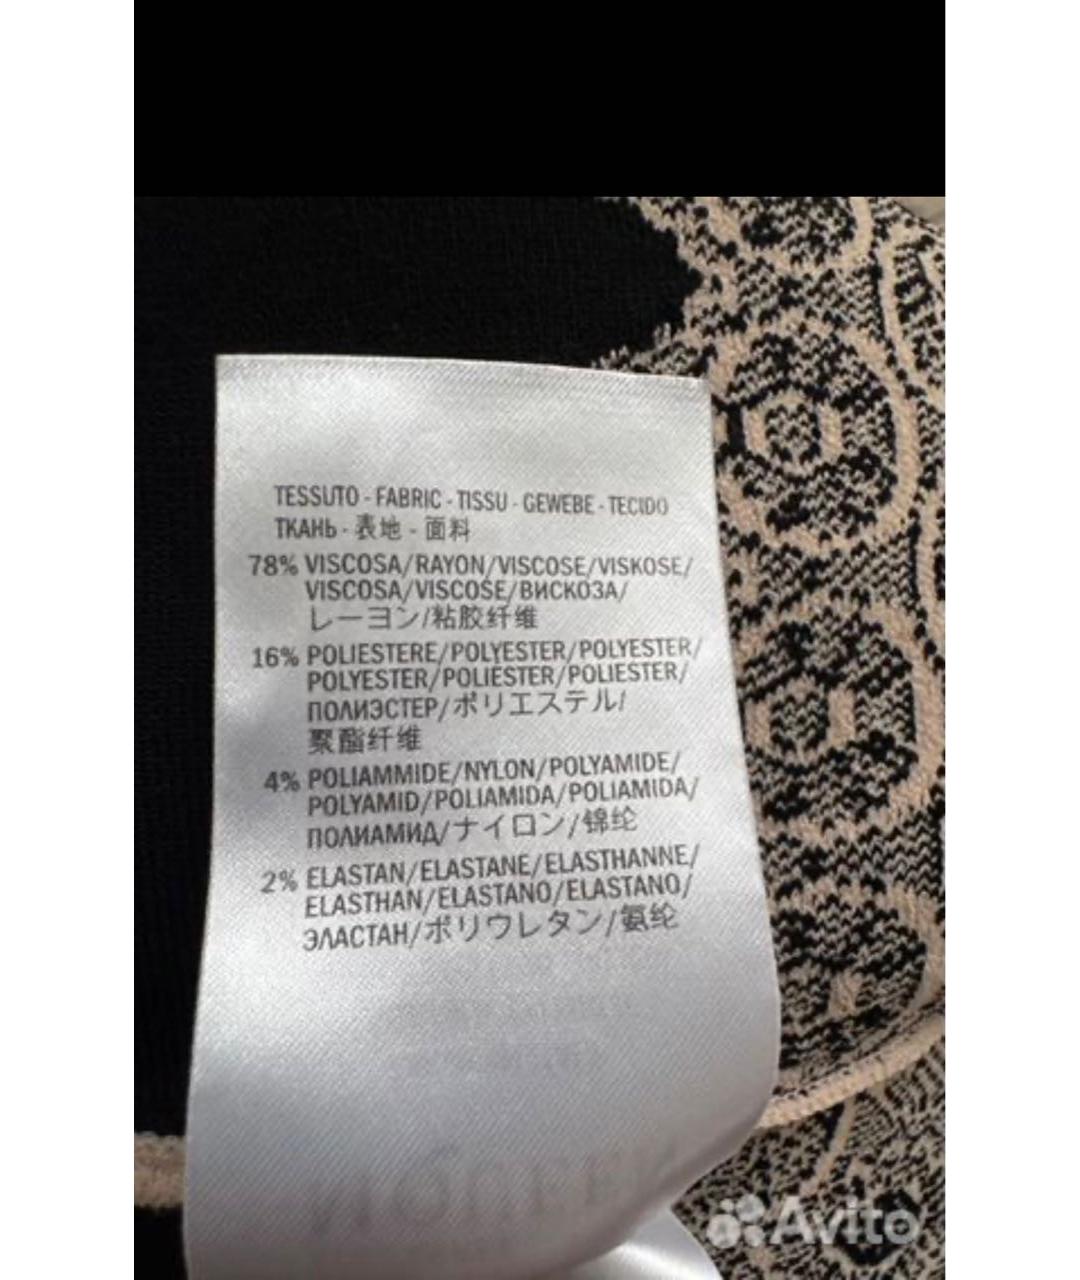 TESSUTO - FABRIC - TISSU - GEWEBE - TECIDO
ТКАНЬ - 表地 - 面料
78% VISCOSA/RAYON/VISCOSE/VISKOSE/
VISCOSA/VISCOSE/ВИСКОЗА/
レーヨン/粘胶纤维
16% POLIESTERE/POLYESTER/POLYESTER/
POLYESTER/POLIÉSTER/POLIESTER/
ПОЛИЭСТЕР/ポリエステル/
聚酯纤维
4% POLIAMMIDE/NYLON/POLYAMIDE/
POLYAMID/POLIAMIDA/POLIAMIDA/
ПОЛИАМИД/ナイロン/锦纶
2% ELASTAN/ELASTANE/ELASTHANNE/
ELASTHAN/ELASTANO/ELASTANO/
ЭЛАСТАН/ポリウレタン/氨纶
Avito